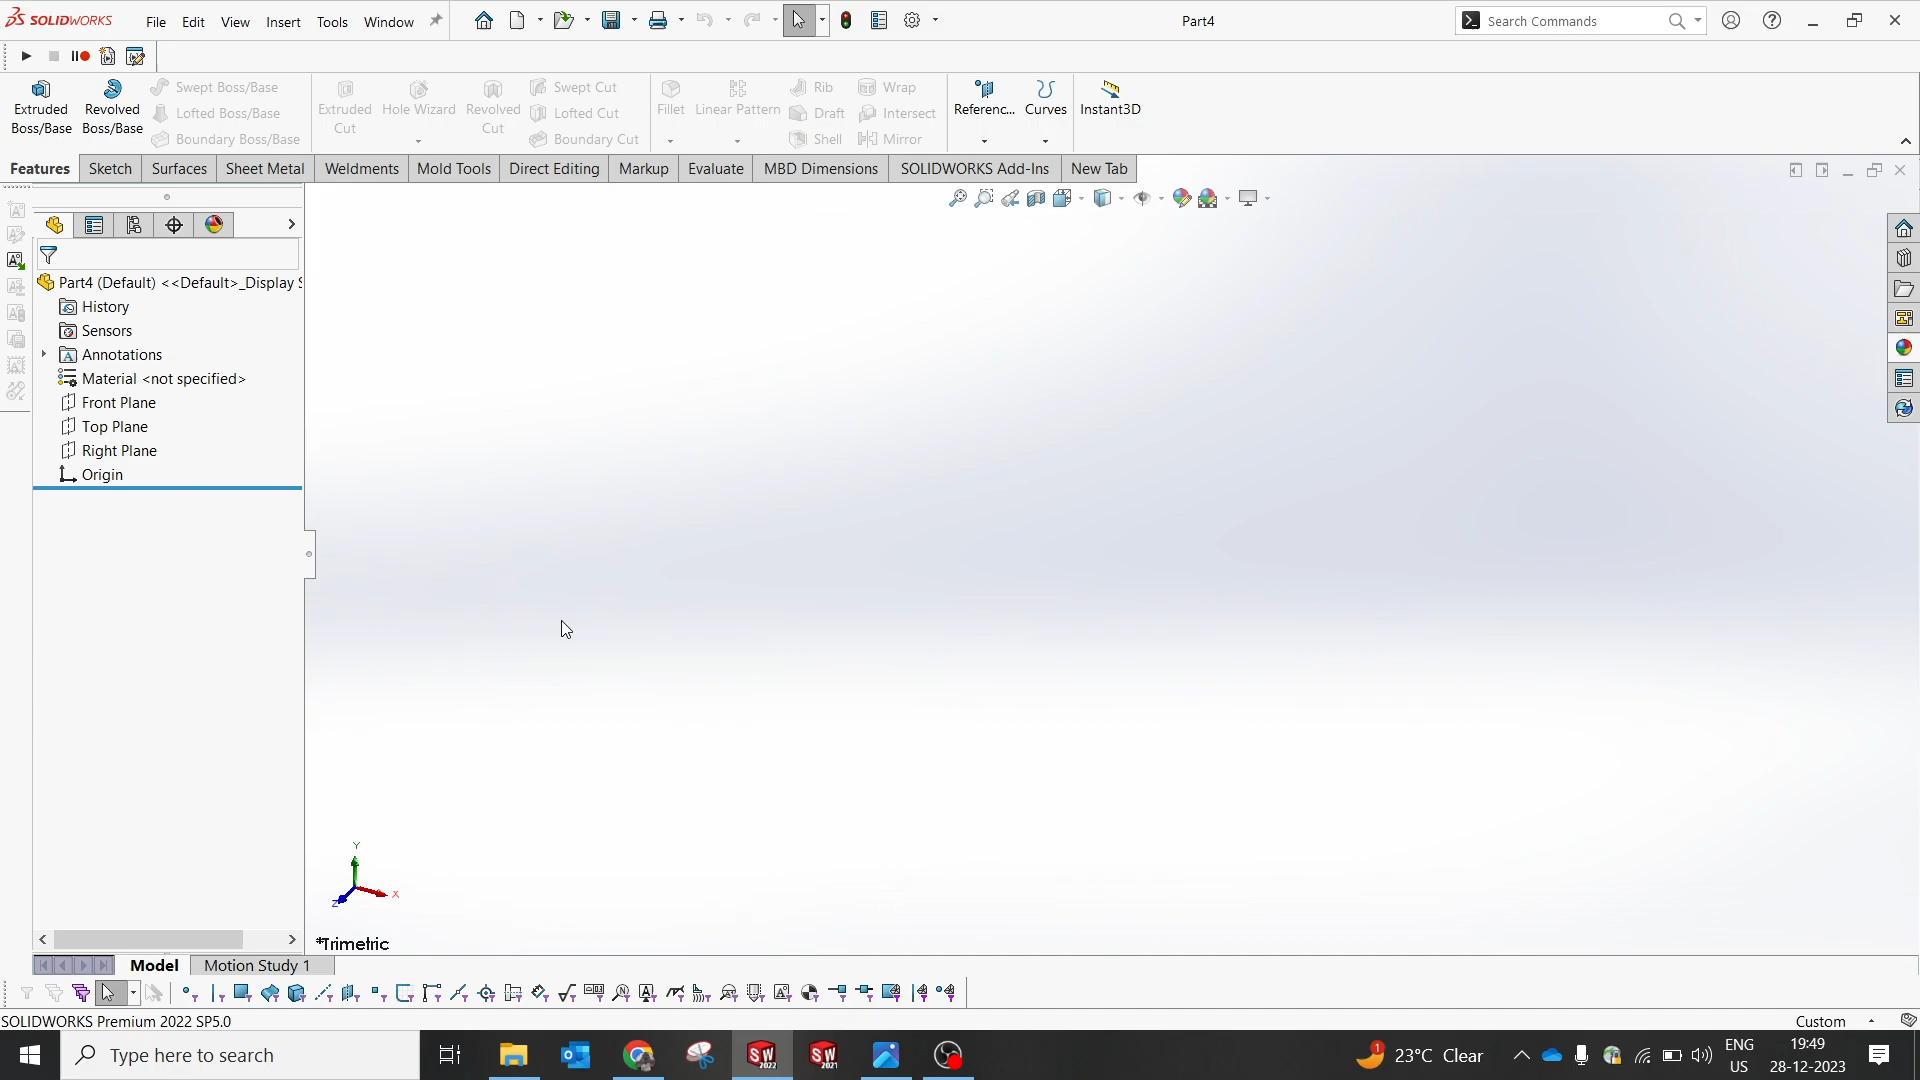 SOLIDWORKS File Edit View Insert Tools Window Part4 Search Commands
Extruded Boss/Base
Revolved Boss/Base
Swept Boss/Base
Lofted Boss/Base
Boundary Boss/Base
Extruded Cut
Hole Wizard
Revolved Cut
Swept Cut
Lofted Cut
Boundary Cut
Fillet
Linear Pattern
Rib
Draft
Shell
Wrap
Intersect
Mirror
Referenc...
Curves
Instant3D
Features Sketch Surfaces Sheet Metal Weldments Mold Tools Direct Editing Markup Evaluate MBD Dimensions SOLIDWORKS Add-Ins New Tab
Part4 (Default) <<Default>_Display S
History
Sensors
Annotations
Material <not specified>
Front Plane
Top Plane
Right Plane
Origin
Y
X
Z
*Trimetric
Model Motion Study 1
SOLIDWORKS Premium 2022 SP5.0 Custom
Type here to search
SW 2022
SW 2021
1
23°C Clear
ENG US
19:49
28-12-2023